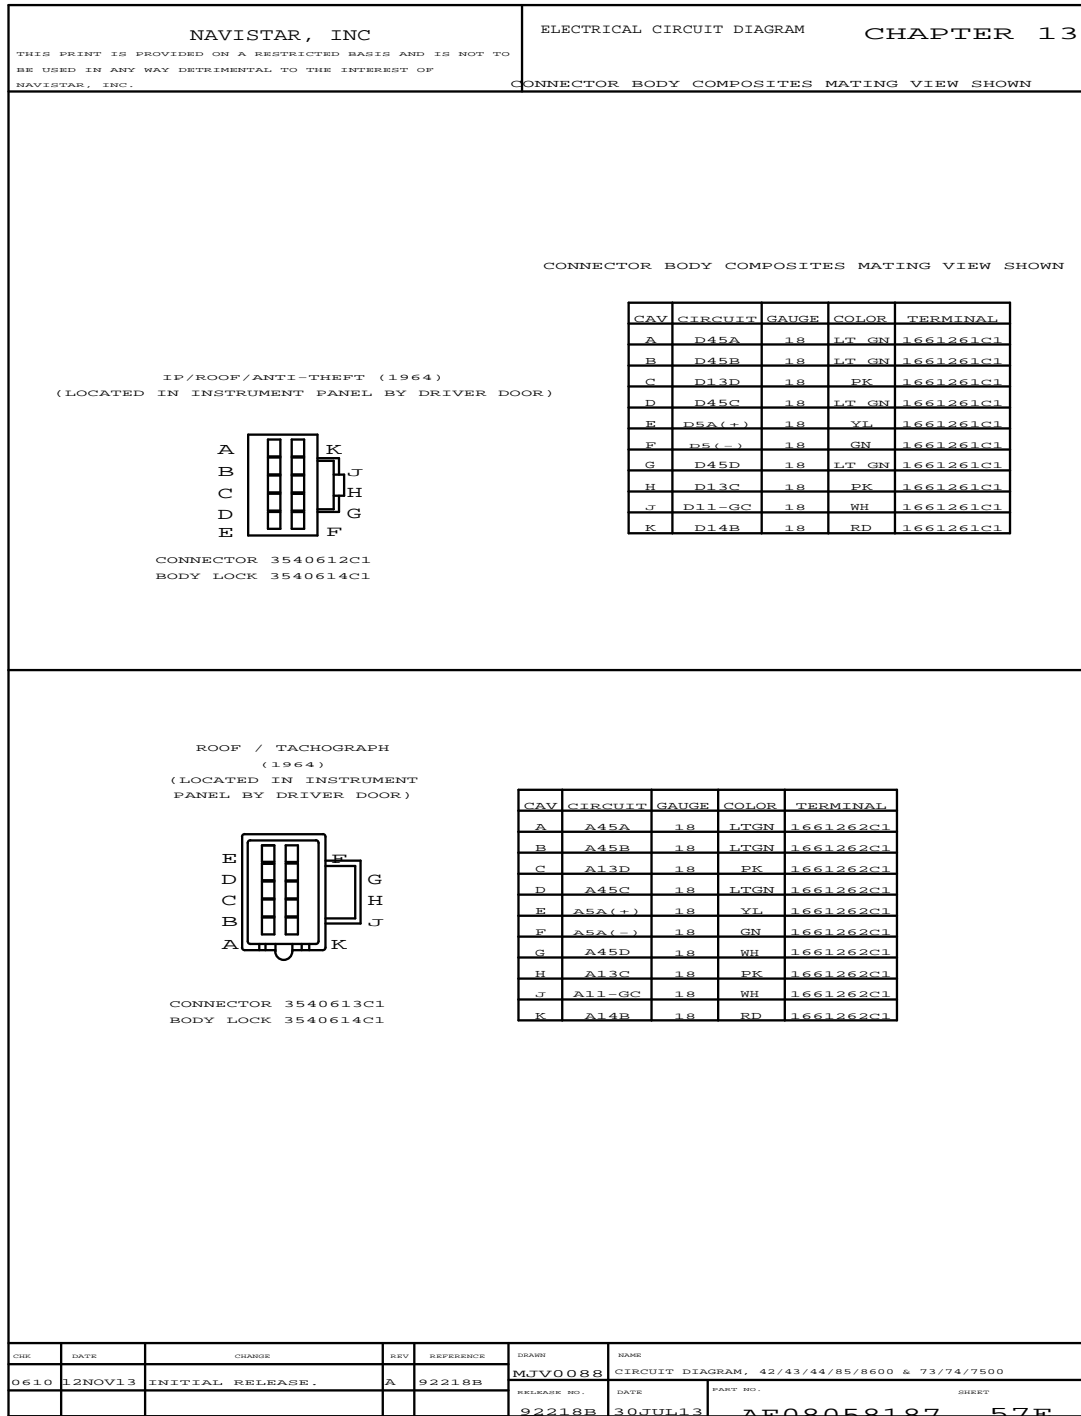 NAVISTAR, INC
THIS PRINT IS PROVIDED ON A RESTRICTED BASIS AND IS NOT TO
BE USED IN ANY WAY DETRIMENTAL TO THE INTEREST OF
NAVISTAR, INC.
ELECTRICAL CIRCUIT DIAGRAM CHAPTER 13
CONNECTOR BODY COMPOSITES MATING VIEW SHOWN
CONNECTOR BODY COMPOSITES MATING VIEW SHOWN
IP/ROOF/ANTI-THEFT (1964)
(LOCATED IN INSTRUMENT PANEL BY DRIVER DOOR)
A K
B J
C H
D G
E F
CONNECTOR 3540612C1
BODY LOCK 3540614C1
CAV CIRCUIT GAUGE COLOR TERMINAL
A D45A 18 LT GN 1661261C1
B D45B 18 LT GN 1661261C1
C D13D 18 PK 1661261C1
D D45C 18 LT GN 1661261C1
E D5A(+) 18 YL 1661261C1
F D5(-) 18 GN 1661261C1
G D45D 18 LT GN 1661261C1
H D13C 18 PK 1661261C1
J D11-GC 18 WH 1661261C1
K D14B 18 RD 1661261C1
ROOF / TACHOGRAPH
(1964)
(LOCATED IN INSTRUMENT
PANEL BY DRIVER DOOR)
E F
D G
C H
B J
A K
CONNECTOR 3540613C1
BODY LOCK 3540614C1
CAV CIRCUIT GAUGE COLOR TERMINAL
A A45A 18 LTGN 1661262C1
B A45B 18 LTGN 1661262C1
C A13D 18 PK 1661262C1
D A45C 18 LTGN 1661262C1
E A5A(+) 18 YL 1661262C1
F A5A(-) 18 GN 1661262C1
G A45D 18 WH 1661262C1
H A13C 18 PK 1661262C1
J A11-GC 18 WH 1661262C1
K A14B 18 RD 1661262C1
CHK DATE CHANGE REV REFERENCE
0610 12NOV13 INITIAL RELEASE. A 92218B
DRAWN NAME
MJV0088 CIRCUIT DIAGRAM, 42/43/44/85/8600 & 73/74/7500
RELEASE NO. DATE PART NO. SHEET
92218B 30JUL13 AE08058187 57F